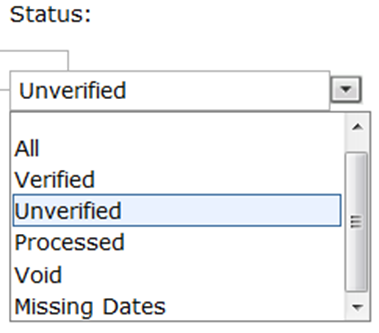 Status:
Unverified
All
Verified
Unverified
Processed
Void
Missing Dates